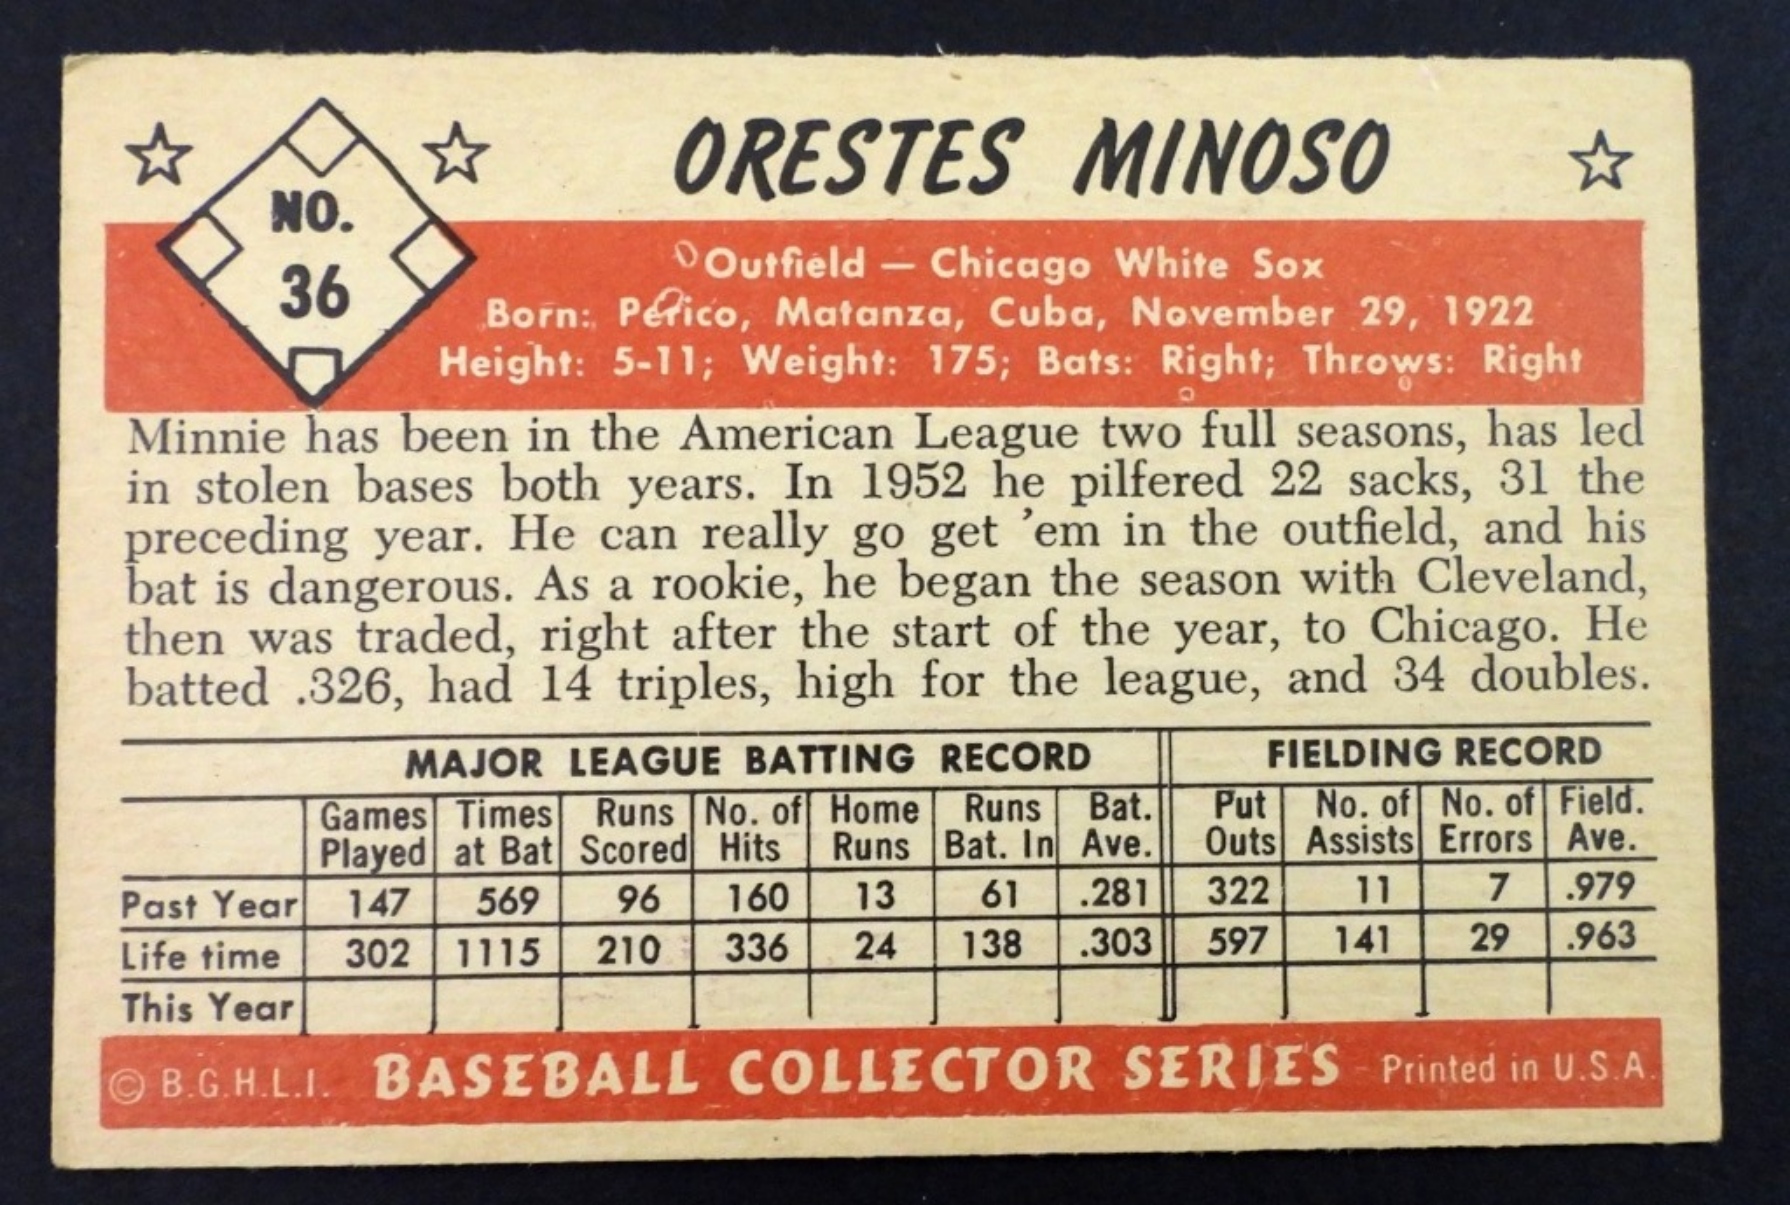 ORESTES MINOSO
NO.
36
Outfield — Chicago White Sox
Born: Perico, Matanza, Cuba, November 29, 1922
Height: 5-11; Weight: 175; Bats: Right; Throws: Right
Minnie has been in the American League two full seasons, has led
in stolen bases both years. In 1952 he pilfered 22 sacks, 31 the
preceding year. He can really go get 'em in the outfield, and his
bat is dangerous. As a rookie, he began the season with Cleveland,
then was traded, right after the start of the year, to Chicago. He
batted .326, had 14 triples, high for the league, and 34 doubles.
MAJOR LEAGUE BATTING RECORD FIELDING RECORD
Games Times Runs No. of Home Runs Bat. Put No. of No. of Field.
Played at Bat Scored Hits Runs Bat. In Ave. Outs Assists Errors Ave.
Past Year 147 569 96 160 13 61 .281 322 11 7 .979
Life time 302 1115 210 336 24 138 .303 597 141 29 .963
This Year
© B.G.H.L.I. BASEBALL COLLECTOR SERIES Printed in U.S.A.